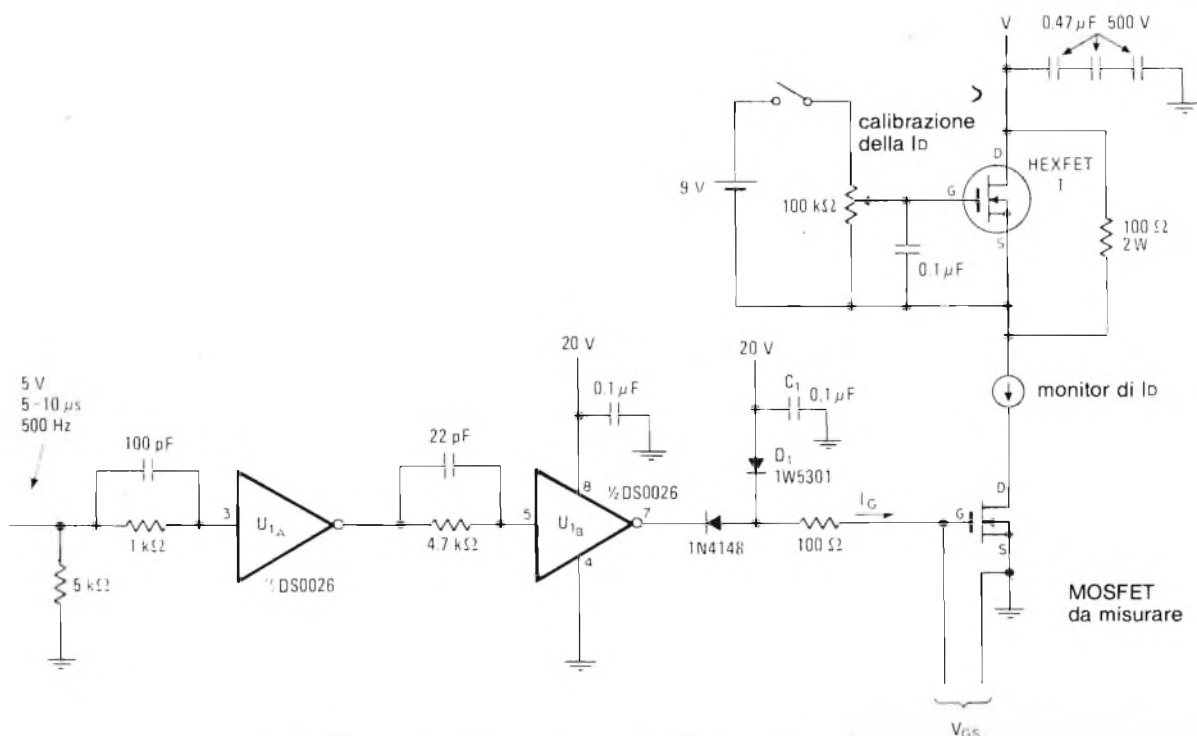 V
0.47 µF 500 V
calibrazione
della ID
D
HEXFET
1
G
S
9 V
100 kΩ
0.1 µF
100 Ω
2W
20 V
20 V
5 V
5-10 µs
500 Hz
0.1 µF
C1
0.1 µF
monitor di ID
100 pF
22 pF
D1
1W5301
3
U1A
5
U1B
8
½ DS0026
7
IG
D
G
1 kΩ
4.7 kΩ
4
1N4148
100 Ω
S
5 kΩ
½ DS0026
MOSFET
da misurare
VGS